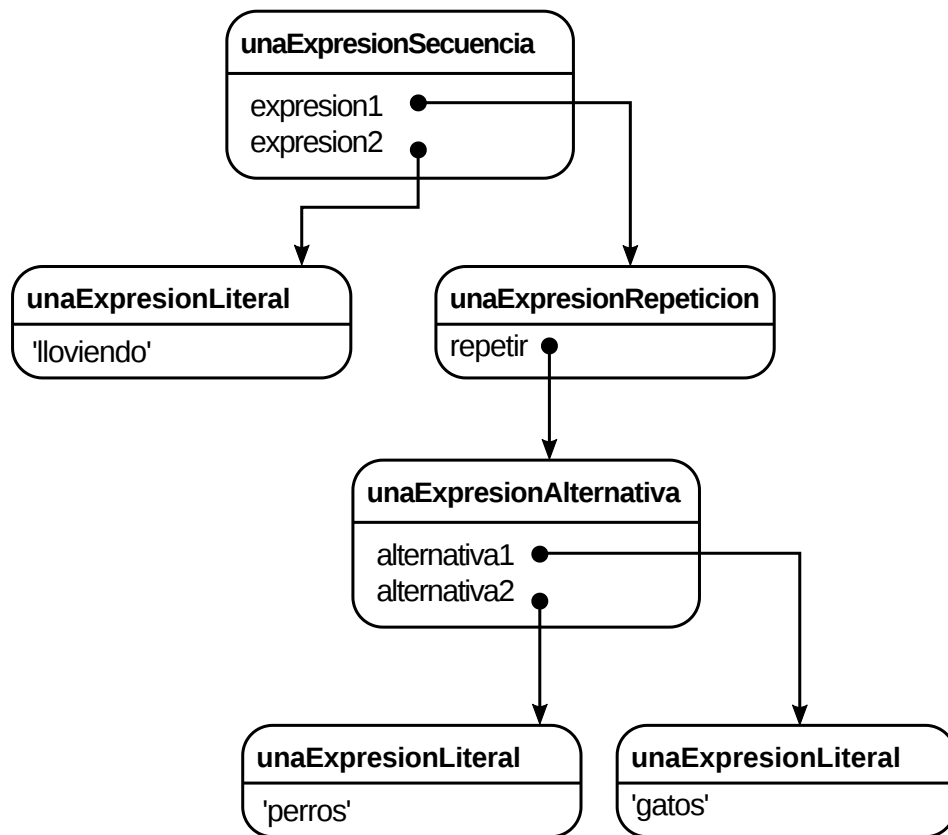 unaExpresionSecuencia
expresion1
expresion2
unaExpresionLiteral
'lloviendo'
unaExpresionRepeticion
repetir
unaExpresionAlternativa
alternativa1
alternativa2
unaExpresionLiteral
'perros'
unaExpresionLiteral
'gatos'